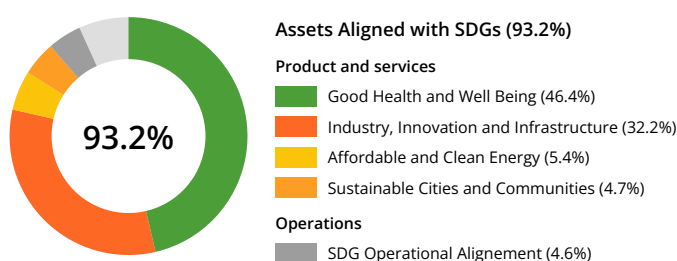 93.2%
Assets Aligned with SDGs (93.2%)
Product and services
Good Health and Well Being (46.4%)
Industry, Innovation and Infrastructure (32.2%)
Affordable and Clean Energy (5.4%)
Sustainable Cities and Communities (4.7%)
Operations
SDG Operational Alignement (4.6%)